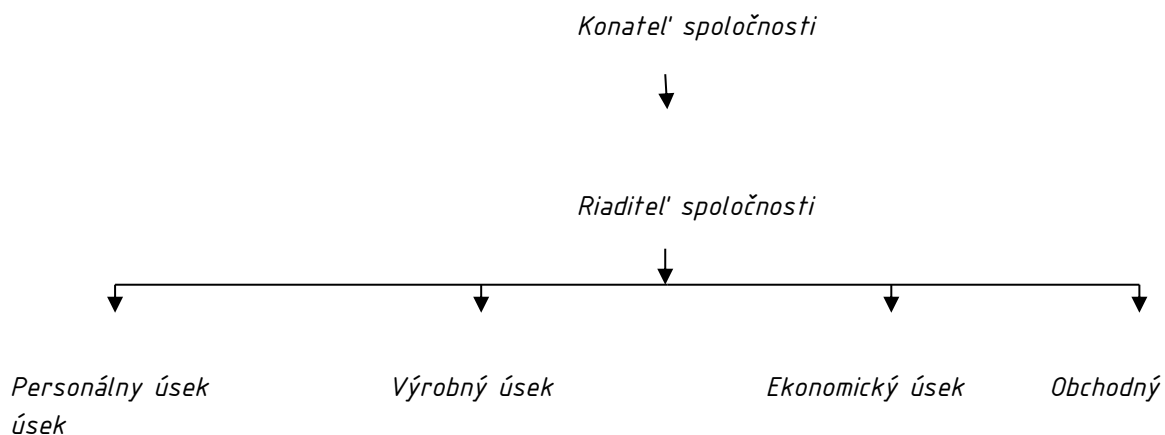 Konateľ spoločnosti
Riaditeľ spoločnosti
Personálny úsek Výrobný úsek Ekonomický úsek Obchodný
úsek